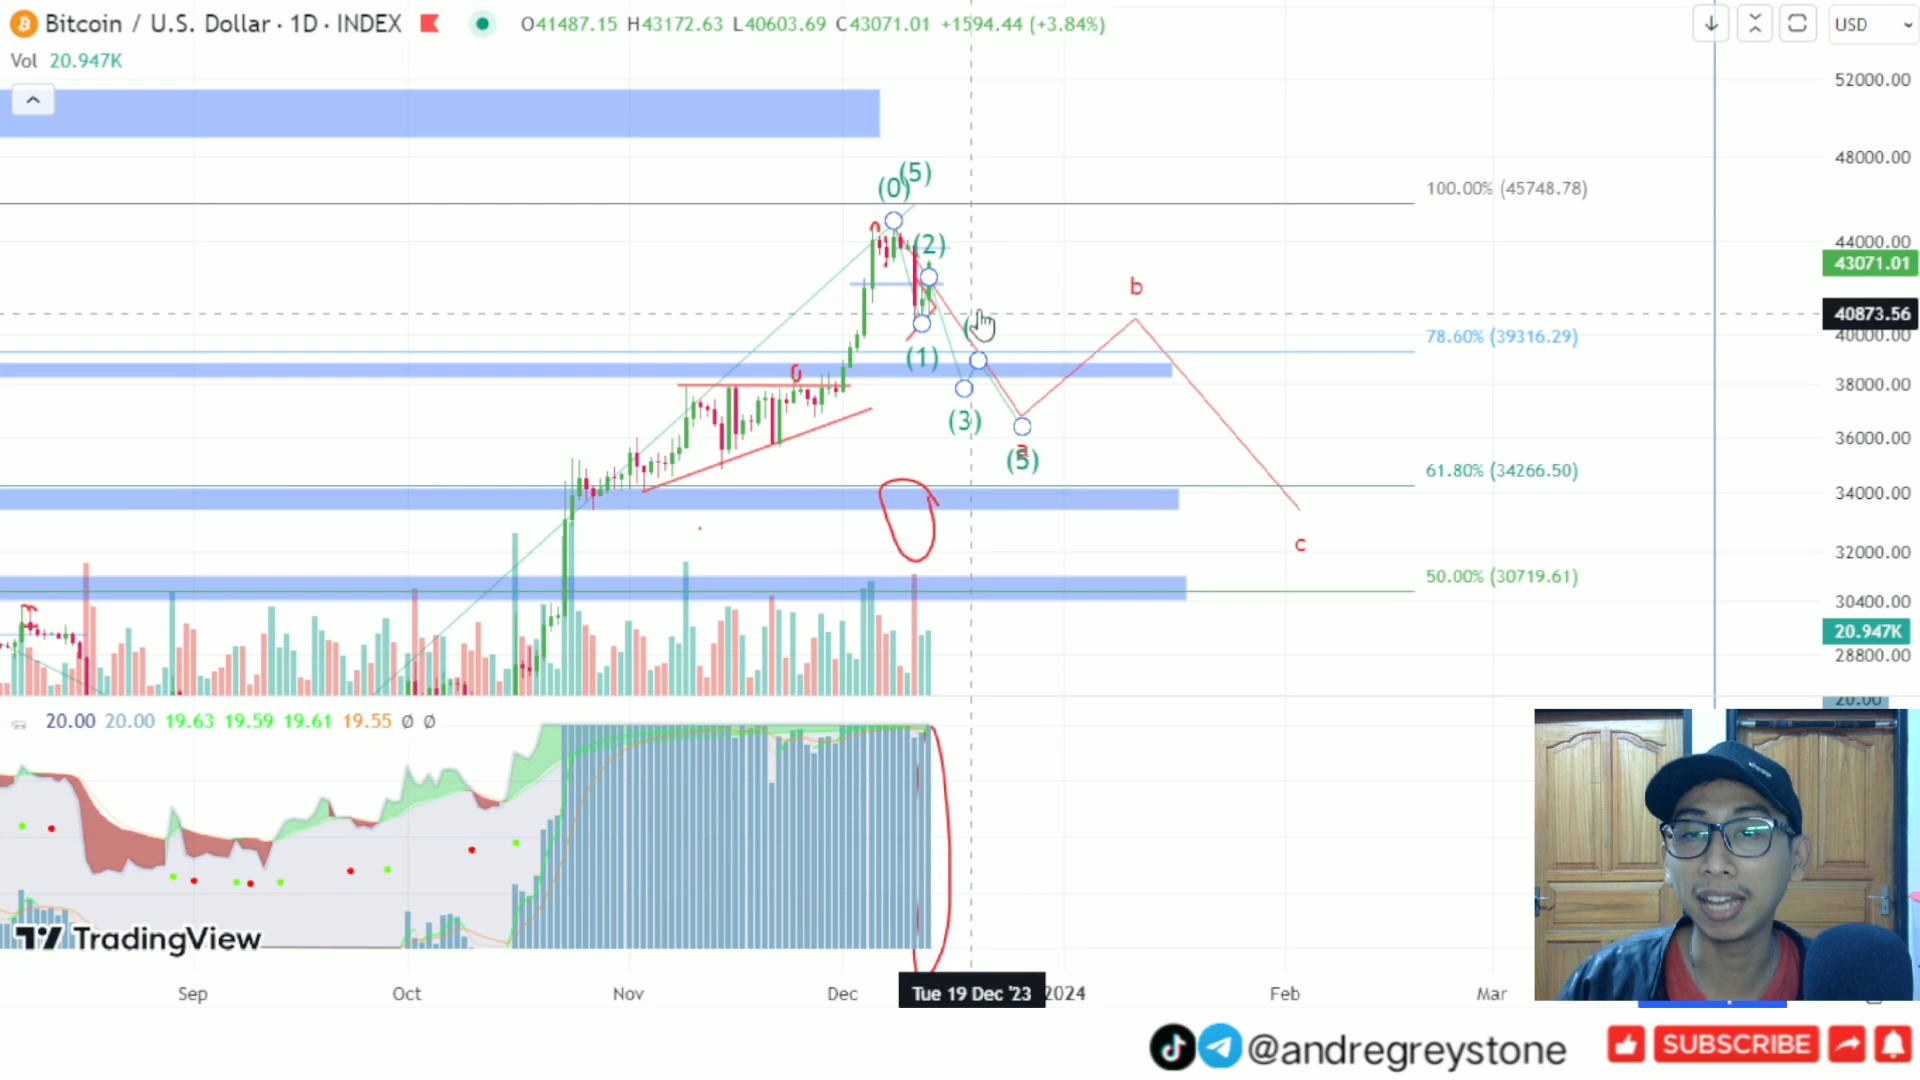 Bitcoin / U.S. Dollar · 1D · INDEX O41487.15 H43172.63 L40603.69 C43071.01 +1594.44 (+3.84%)
USD
Vol 20.947K
52000.00
48000.00
(5)
(0)
100.00% (45748.78)
(2)
44000.00
43071.01
b
40873.56
40000.00
78.60% (39316.29)
(1)
38000.00
(3)
a
(5)
36000.00
61.80% (34266.50)
34000.00
c
32000.00
50.00% (30719.61)
30400.00
20.947K
28800.00
20.00
20.00 20.00 19.63 19.59 19.61 19.55 Ø Ø
TradingView
Sep Oct Nov Dec Tue 19 Dec '23 2024 Feb Mar
@andregreystone
SUBSCRIBE